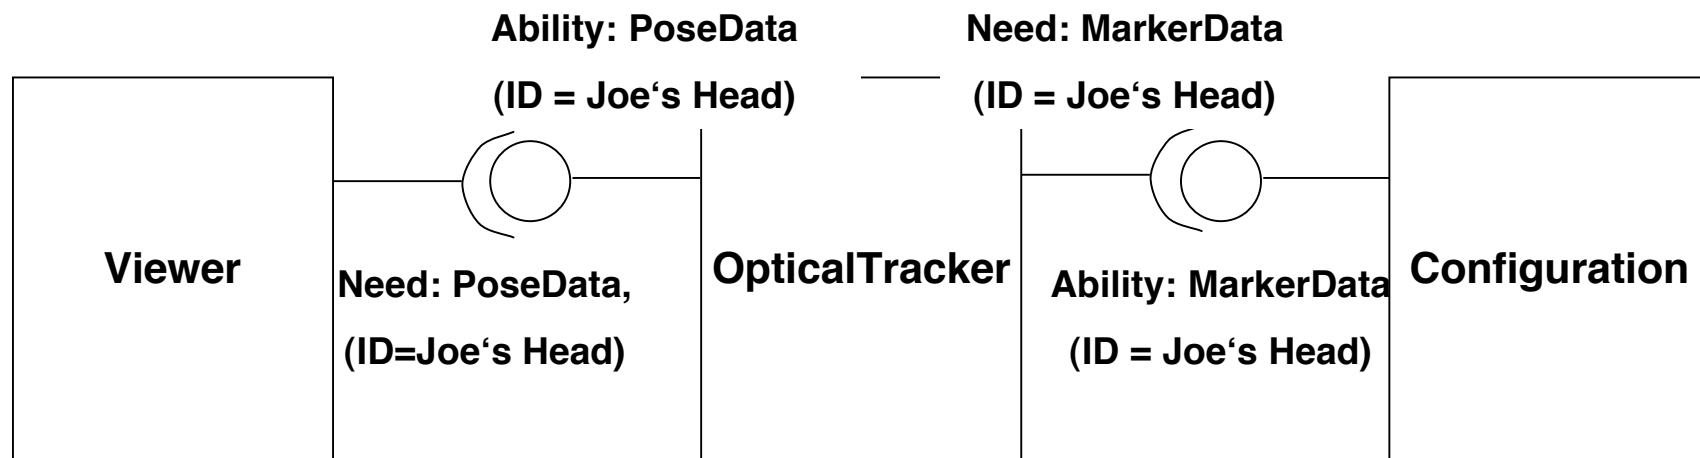 Ability: PoseData
(ID = Joe‘s Head)
Need: MarkerData
(ID = Joe‘s Head)
Viewer
Need: PoseData,
(ID=Joe‘s Head)
OpticalTracker
Ability: MarkerData
(ID = Joe‘s Head)
Configuration